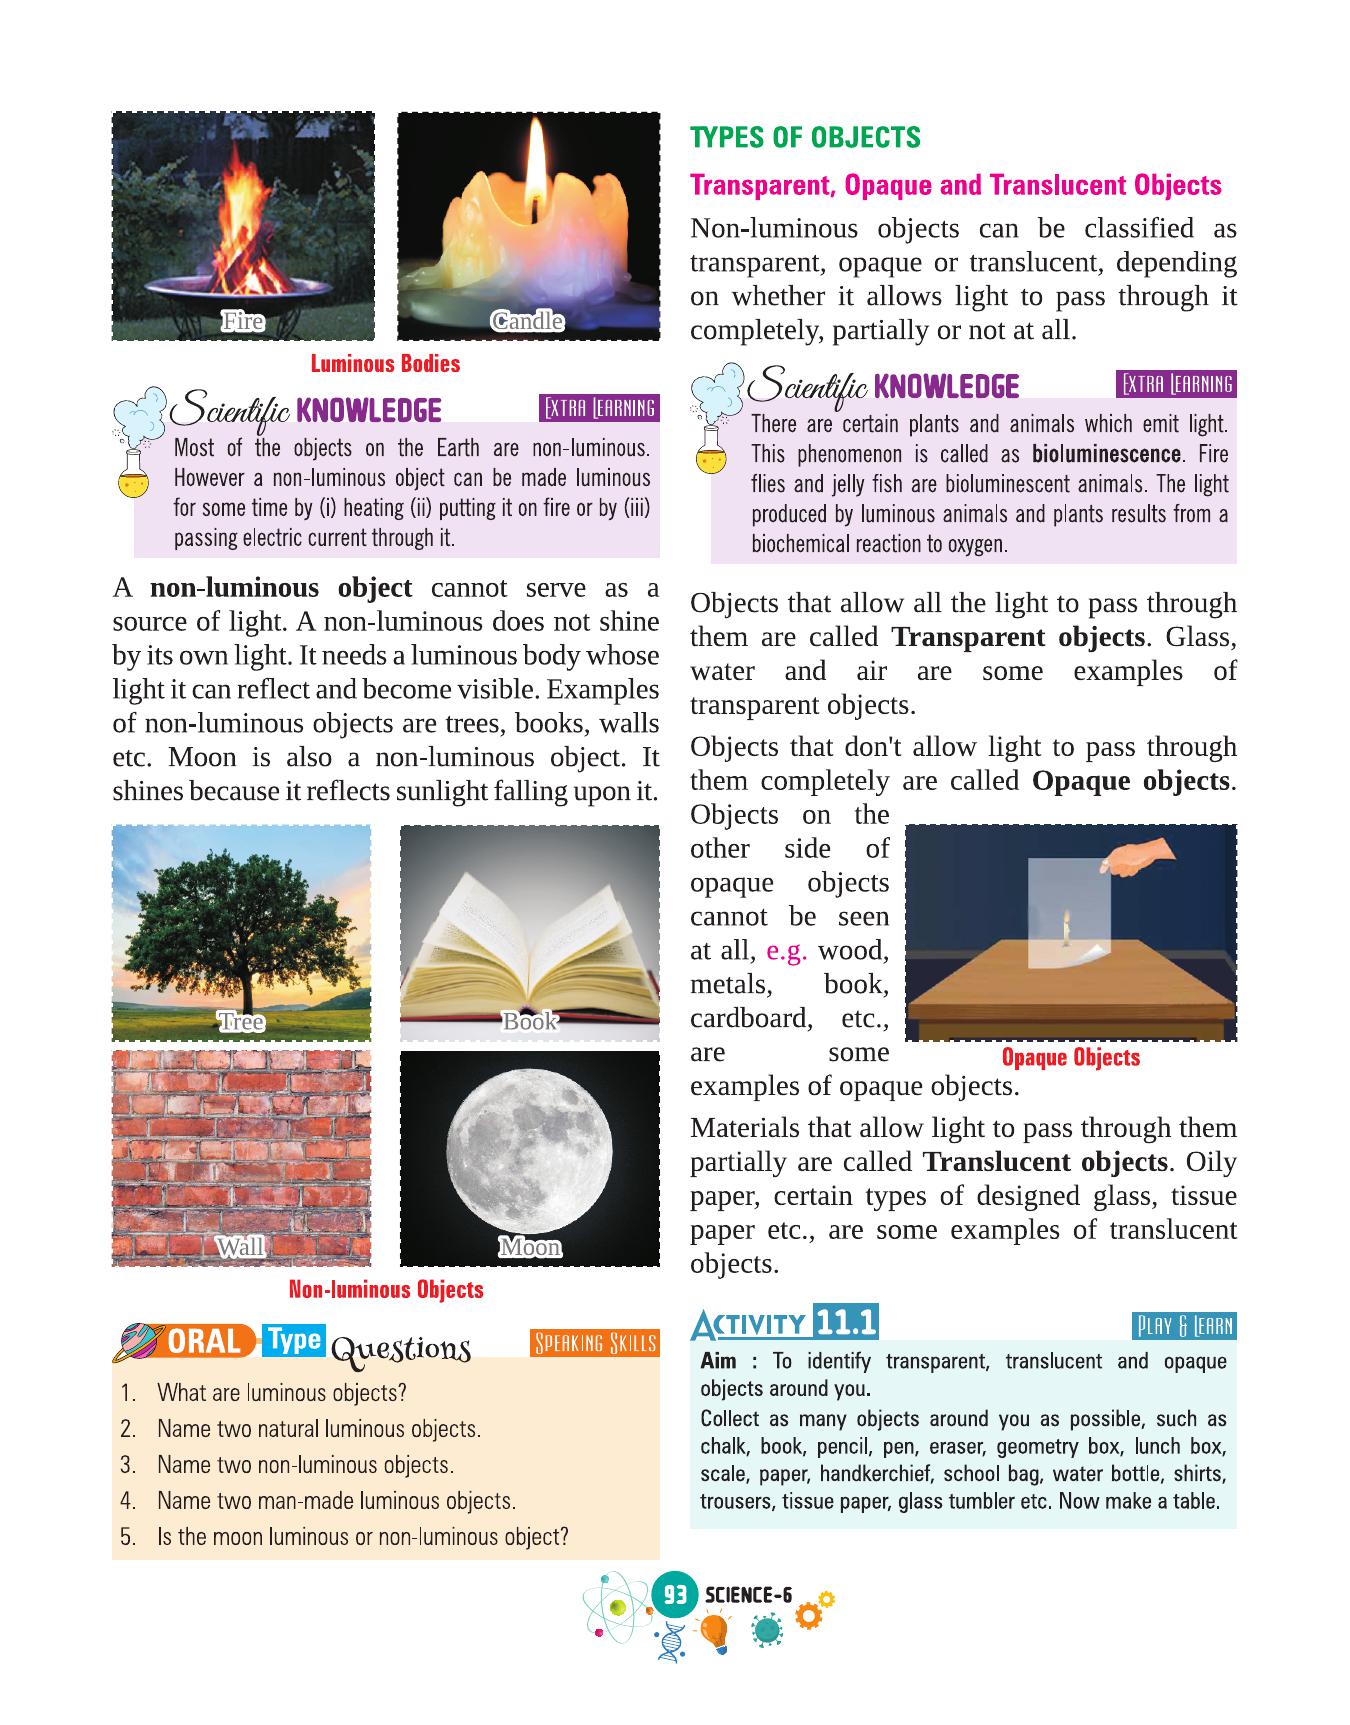 Fire
Candle
Luminous Bodies
Scientific KNOWLEDGE
EXTRA LEARNING
Most of the objects on the Earth are non-luminous.
However a non-luminous object can be made luminous
for some time by (i) heating (ii) putting it on fire or by (iii)
passing electric current through it.
A non-luminous object cannot serve as a
source of light. A non-luminous does not shine
by its own light. It needs a luminous body whose
light it can reflect and become visible. Examples
of non-luminous objects are trees, books, walls
etc. Moon is also a non-luminous object. It
shines because it reflects sunlight falling upon it.
Tree
Book
Wall
Moon
Non-luminous Objects
ORAL Type Questions
SPEAKING SKILLS
1. What are luminous objects?
2. Name two natural luminous objects.
3. Name two non-luminous objects.
4. Name two man-made luminous objects.
5. Is the moon luminous or non-luminous object?
TYPES OF OBJECTS
Transparent, Opaque and Translucent Objects
Non-luminous objects can be classified as
transparent, opaque or translucent, depending
on whether it allows light to pass through it
completely, partially or not at all.
Scientific KNOWLEDGE
EXTRA LEARNING
There are certain plants and animals which emit light.
This phenomenon is called as bioluminescence. Fire
flies and jelly fish are bioluminescent animals. The light
produced by luminous animals and plants results from a
biochemical reaction to oxygen.
Objects that allow all the light to pass through
them are called Transparent objects. Glass,
water and air are some examples of
transparent objects.
Objects that don't allow light to pass through
them completely are called Opaque objects.
Objects on the
other side of
opaque objects
cannot be seen
at all, e.g. wood,
metals, book,
cardboard, etc.,
are some
examples of opaque objects.
Opaque Objects
Materials that allow light to pass through them
partially are called Translucent objects. Oily
paper, certain types of designed glass, tissue
paper etc., are some examples of translucent
objects.
ACTIVITY 11.1
PLAY & LEARN
Aim : To identify transparent, translucent and opaque
objects around you.
Collect as many objects around you as possible, such as
chalk, book, pencil, pen, eraser, geometry box, lunch box,
scale, paper, handkerchief, school bag, water bottle, shirts,
trousers, tissue paper, glass tumbler etc. Now make a table.
93 SCIENCE-6